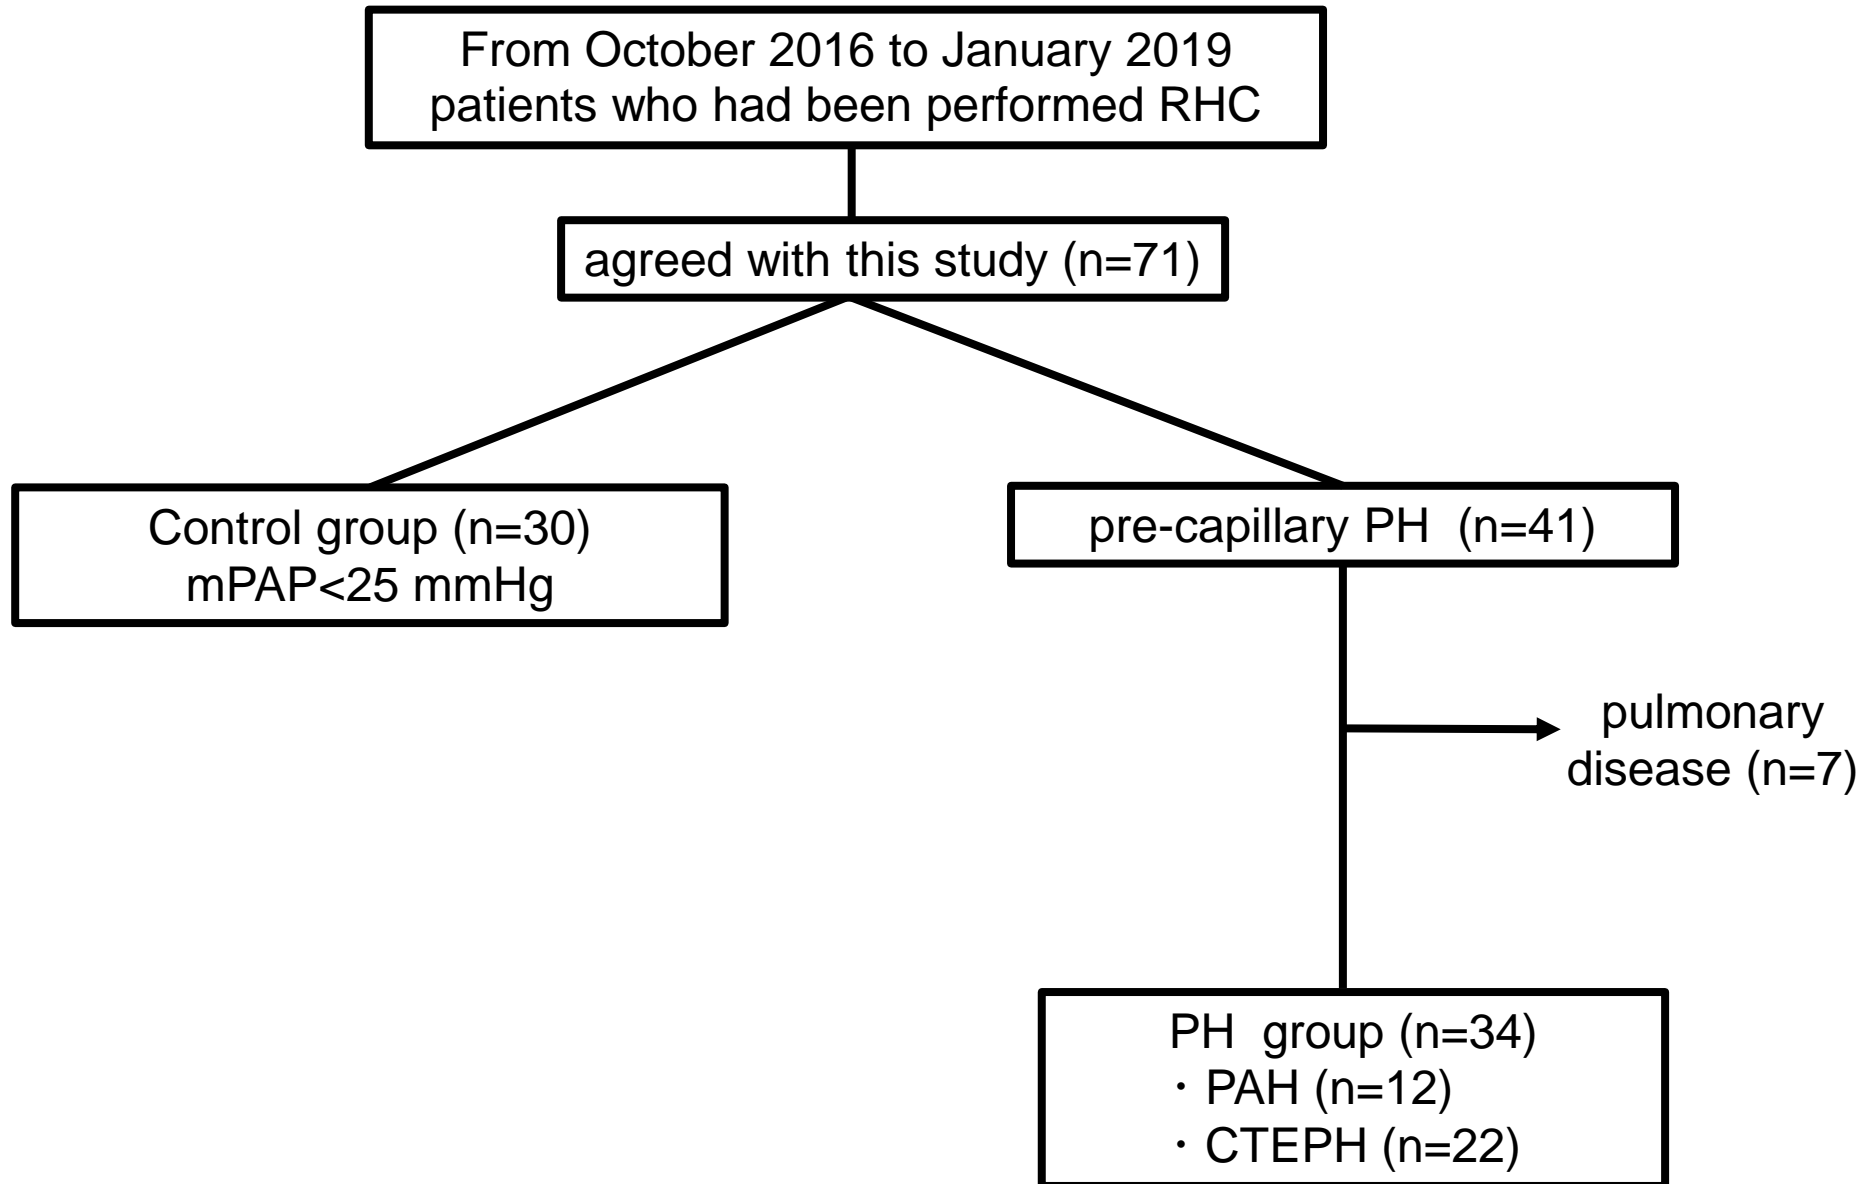 From October 2016 to January 2019
patients who had been performed RHC
agreed with this study (n=71)
Control group (n=30)
mPAP<25 mmHg
pre-capillary PH (n=41)
pulmonary
disease (n=7)
PH group (n=34)
・PAH (n=12)
・CTEPH (n=22)